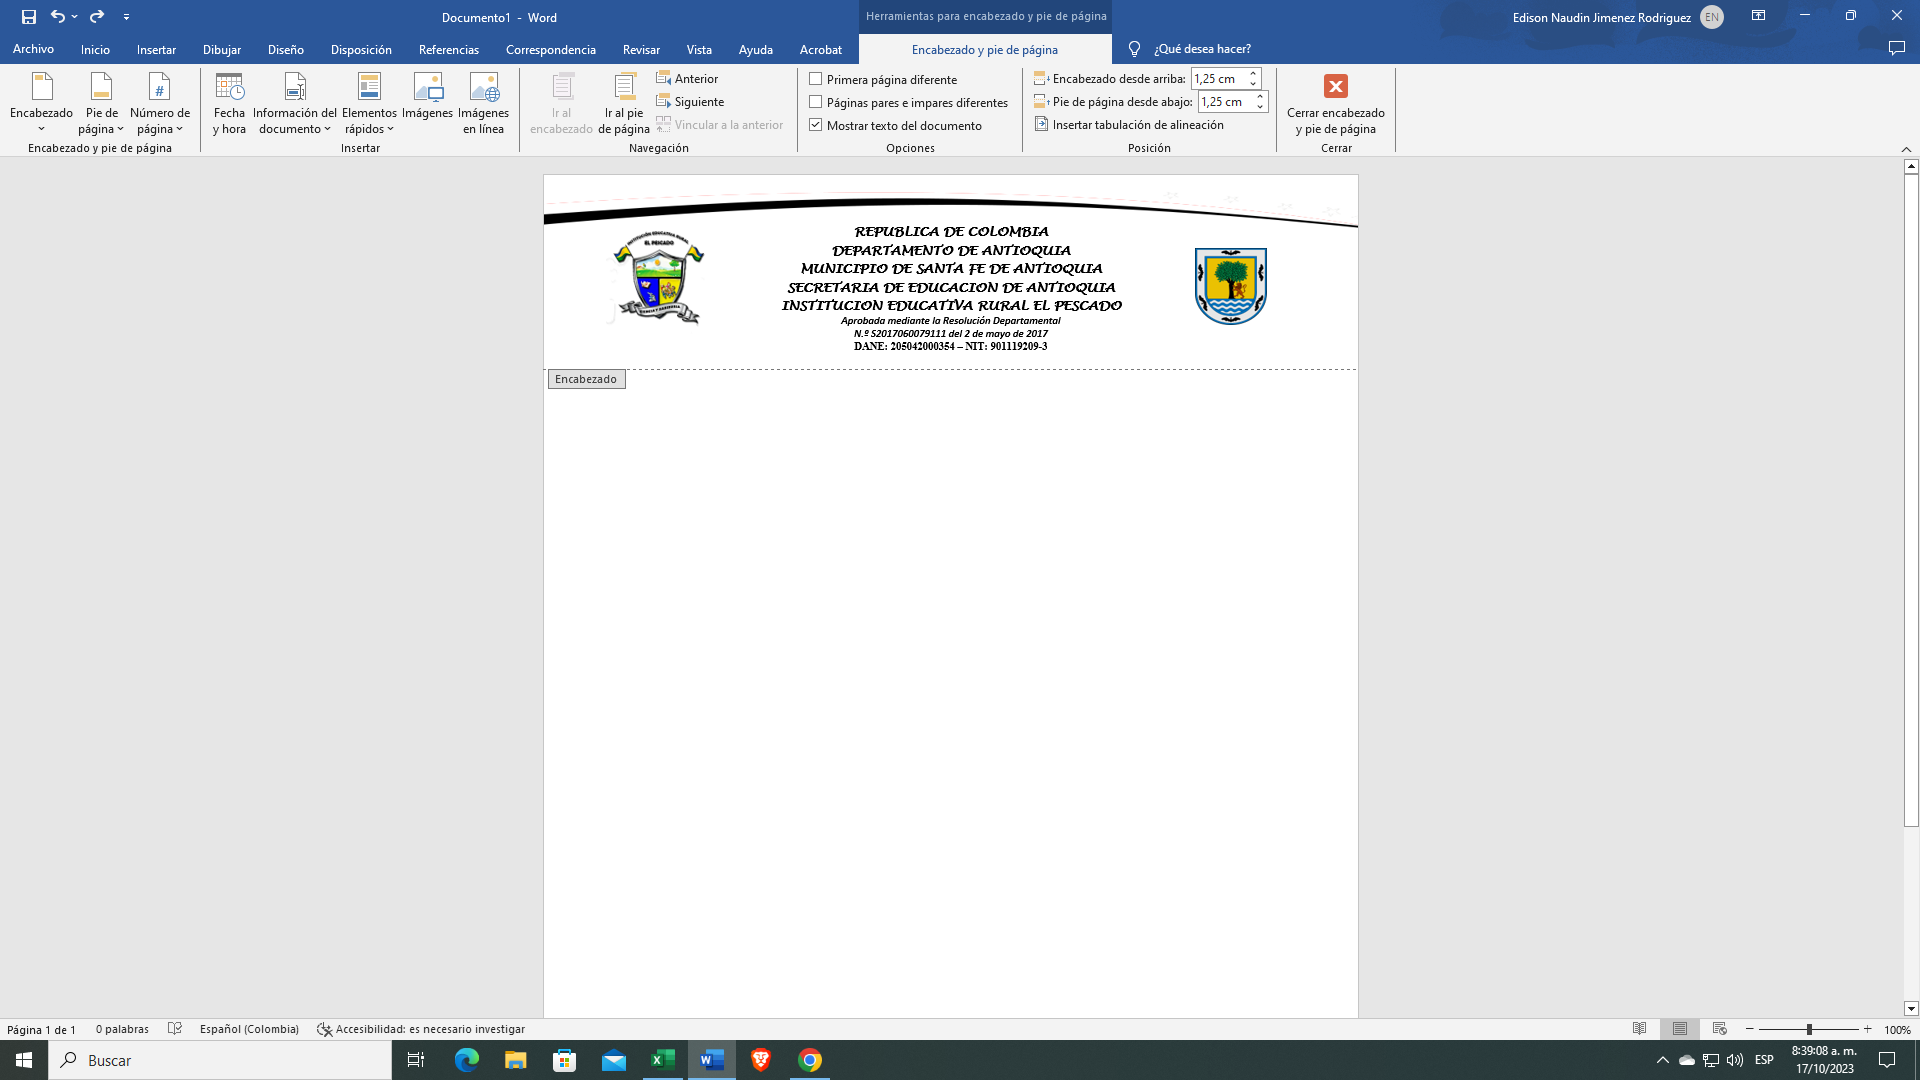 Documento1 - Word
Herramientas para encabezado y pie de página
Edison Naudin Jimenez Rodriguez
EN
Archivo
Inicio
Insertar
Dibujar
Diseño
Disposición
Referencias
Correspondencia
Revisar
Vista
Ayuda
Acrobat
Encabezado y pie de página
¿Qué desea hacer?
Encabezado
Pie de
página
Número de
página
Encabezado y pie de página
Fecha
y hora
Información del
documento
Elementos
rápidos
Imágenes
Imágenes
en línea
Insertar
Ir al
encabezado
Ir al pie
de página
Anterior
Siguiente
Vincular a la anterior
Navegación
Primera página diferente
Páginas pares e impares diferentes
Mostrar texto del documento
Opciones
Encabezado desde arriba: 1,25 cm
Pie de página desde abajo: 1,25 cm
Insertar tabulación de alineación
Posición
Cerrar encabezado
y pie de página
Cerrar
INSTITUCIÓN EDUCATIVA RURAL
EL PESCADO
REPUBLICA DE COLOMBIA
DEPARTAMENTO DE ANTIOQUIA
MUNICIPIO DE SANTA FE DE ANTIOQUIA
SECRETARIA DE EDUCACION DE ANTIOQUIA
INSTITUCION EDUCATIVA RURAL EL PESCADO
Aprobada mediante la Resolución Departamental
N.º S2017060079111 del 2 de mayo de 2017
DANE: 205042000354 – NIT: 901119209-3
Encabezado
Página 1 de 1
0 palabras
Español (Colombia)
Accesibilidad: es necesario investigar
100%
Buscar
ESP
8:39:08 a. m.
17/10/2023